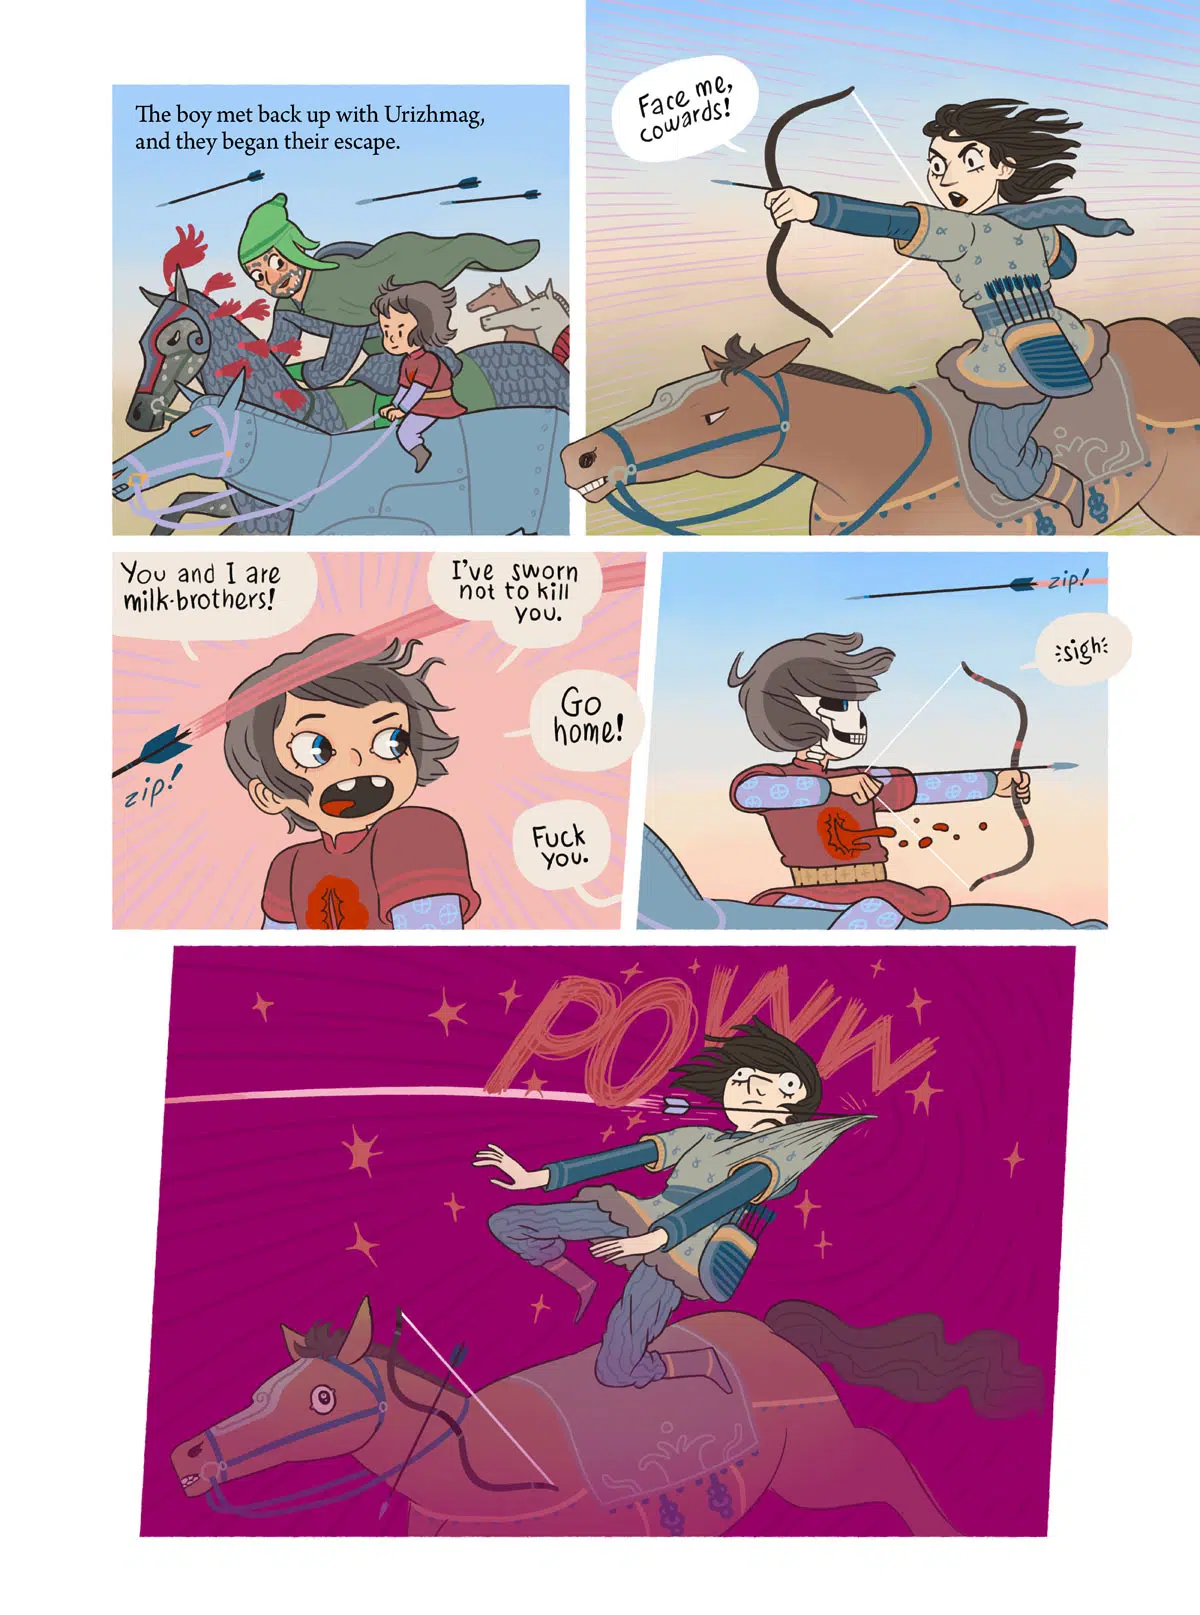 The boy met back up with Urizhmag,
and they began their escape.
Face me,
cowards!
You and I are
milk-brothers!
I've sworn
not to kill
you.
Go
home!
Fuck
you.
zip!
zip!
sigh
POWW